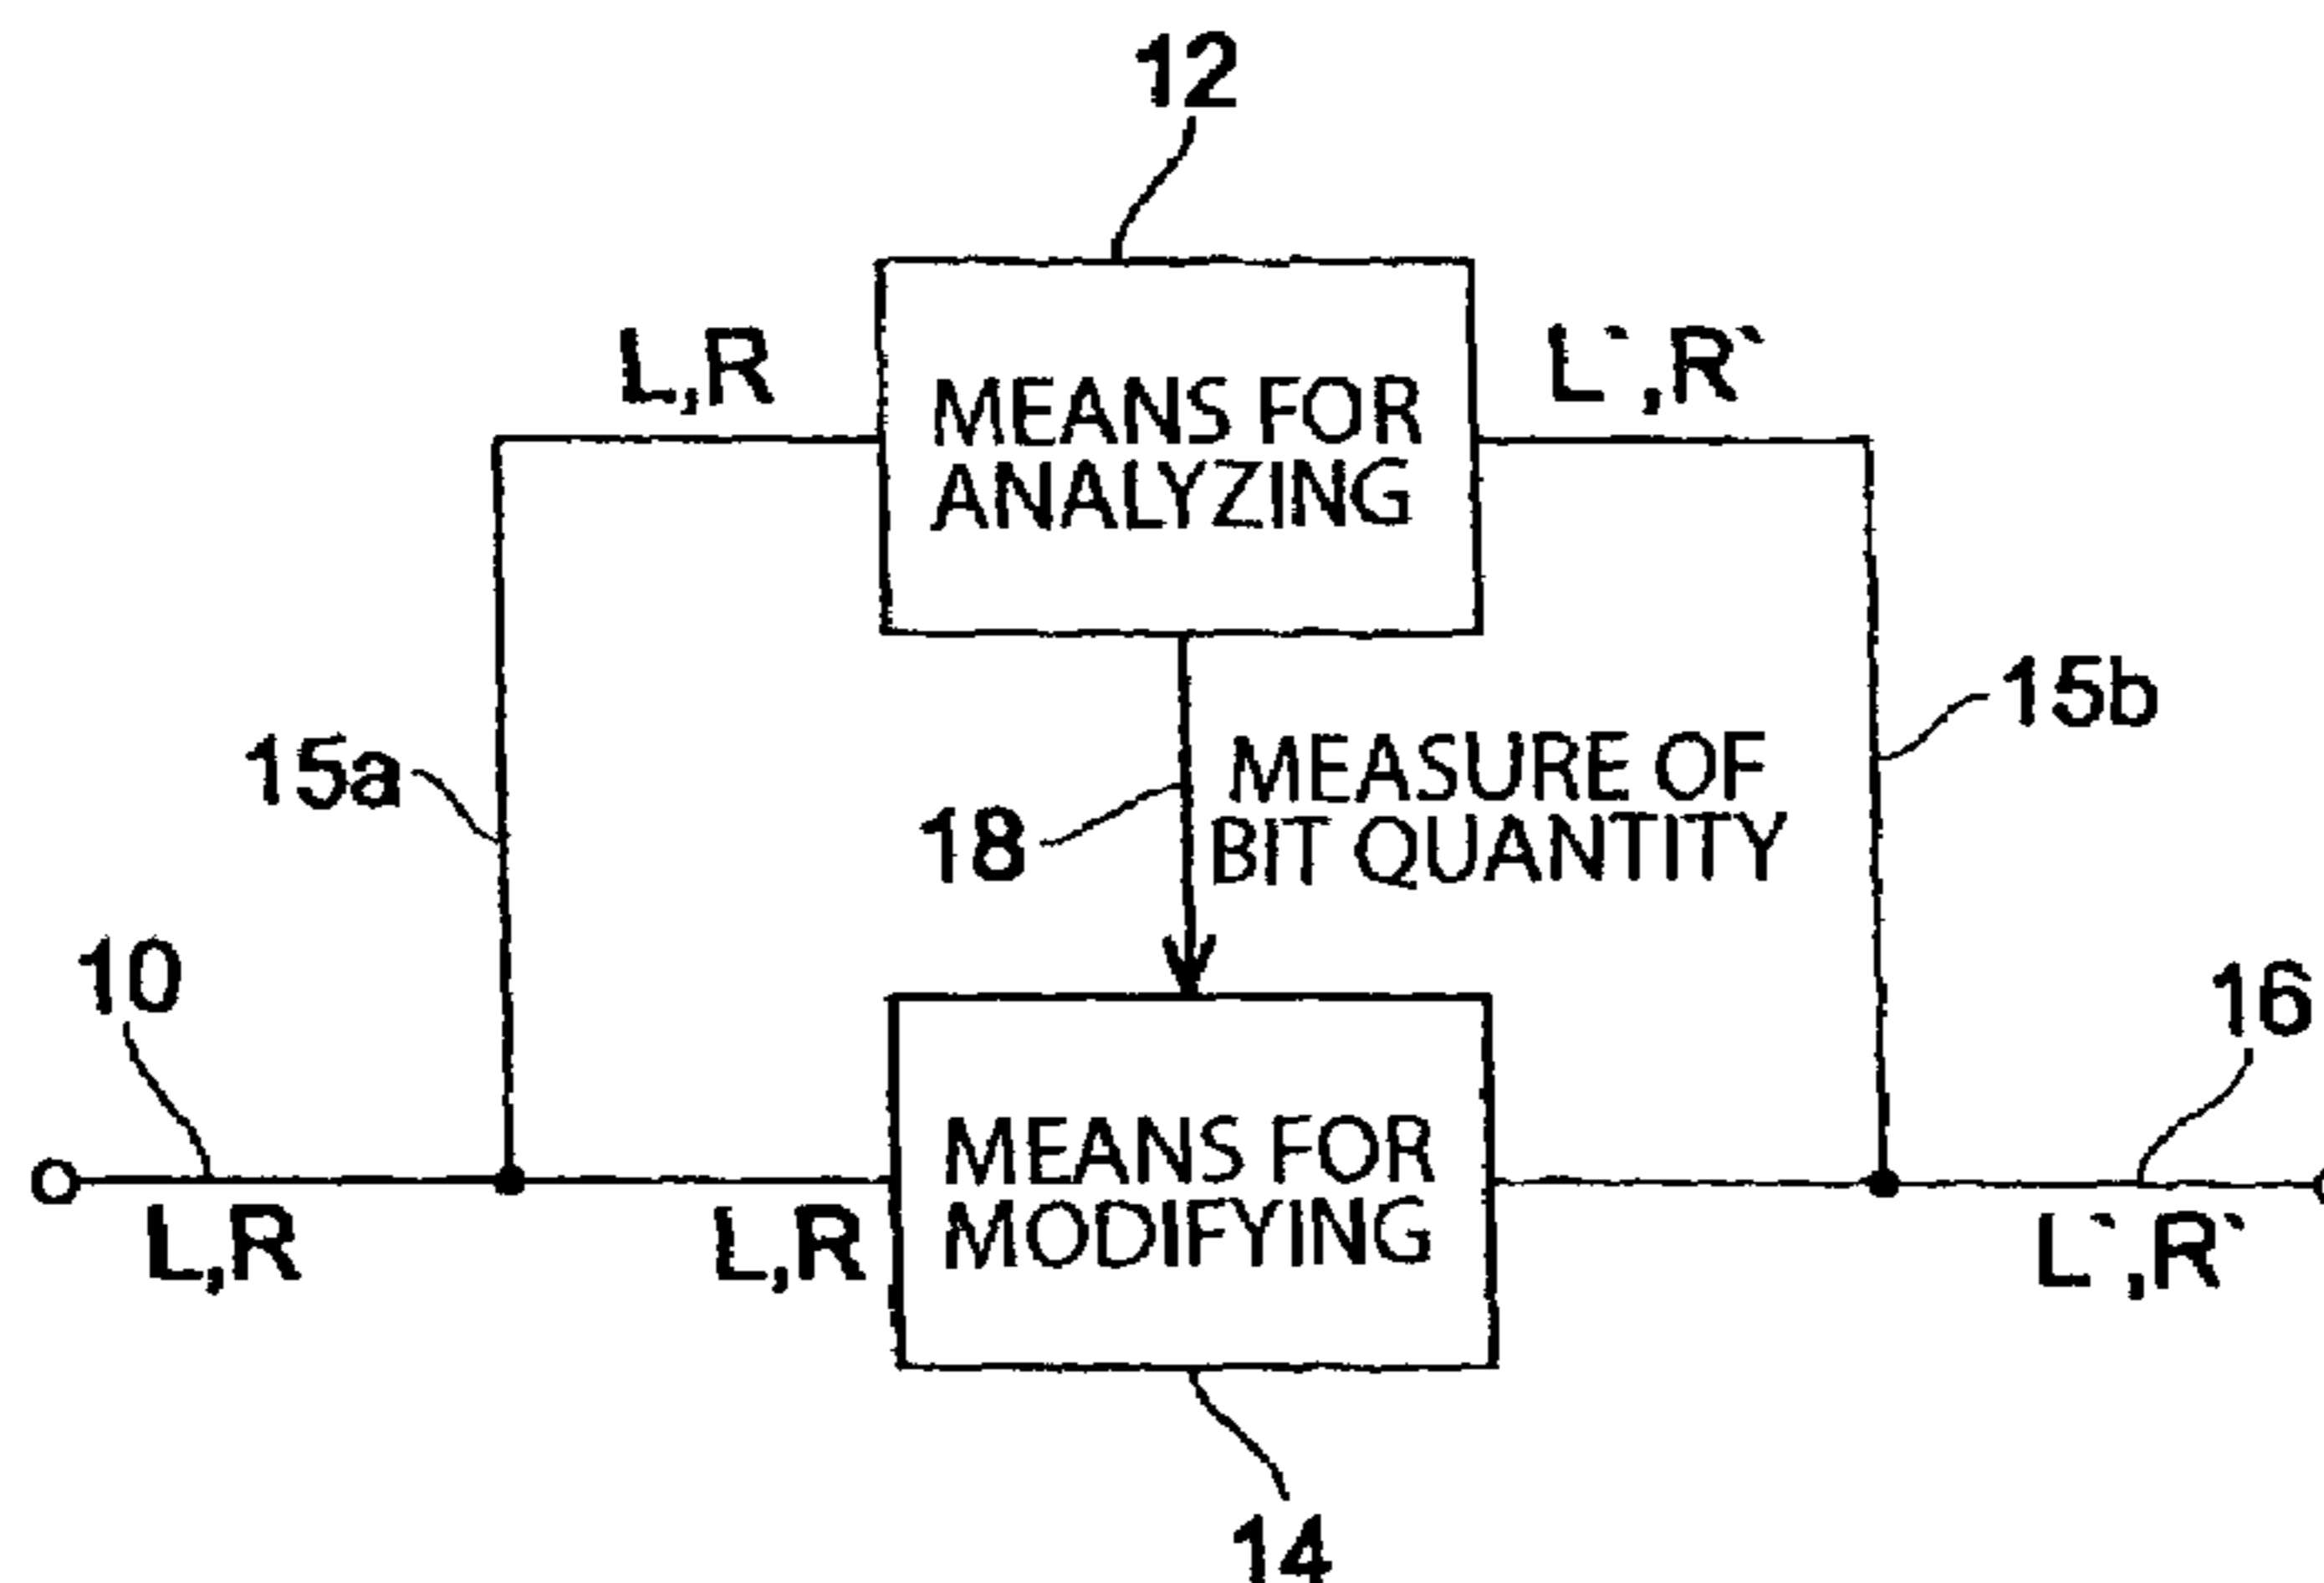 12
L,R
L`,R`
MEANS FOR
ANALYZING
15b
15a
MEASURE OF
18
BIT QUANTITY
10
16
MEANS FOR
MODIFYING
L,R
L,R
L`,R`
14